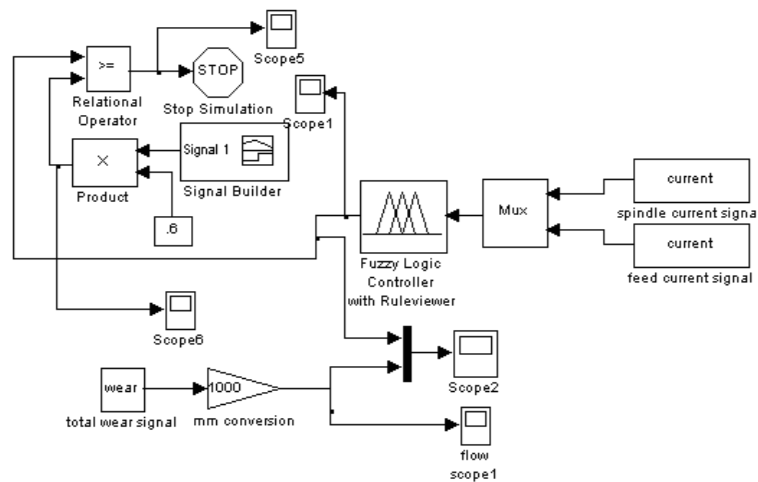 Scope5
>=
STOP
Relational
Operator
Stop Simulation
Scope1
Signal 1
Signal Builder
X
Product
.6
current
spindle current signa
Mux
current
feed current signal
Fuzzy Logic
Controller
with Ruleviewer
Scope6
Scope2
wear
total wear signal
1000
mm conversion
flow
scope1